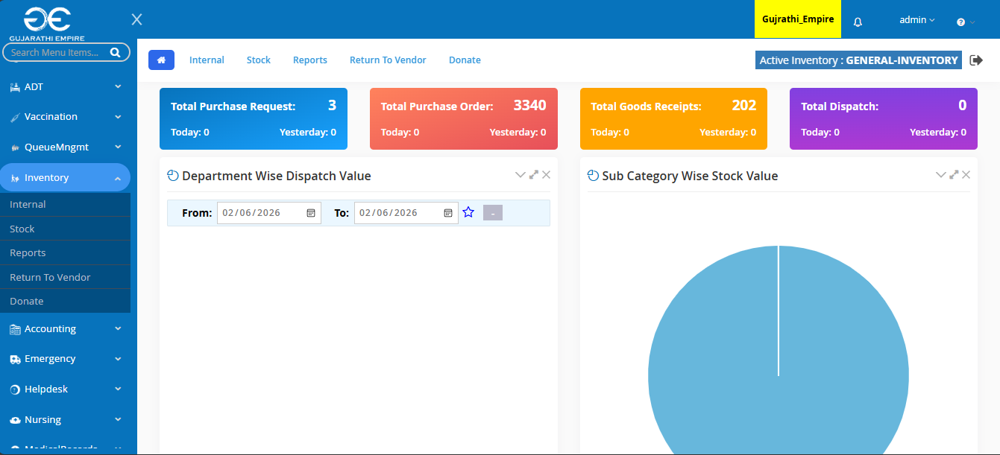 GUJARATHI EMPIRE
Search Menu Items...
Gujrathi_Empire
admin
?
ADT
Vaccination
QueueMngmt
Inventory
Internal
Stock
Reports
Return To Vendor
Donate
Accounting
Emergency
Helpdesk
Nursing
MedicalRecords
Internal Stock Reports Return To Vendor Donate
Active Inventory : GENERAL-INVENTORY
Total Purchase Request: 3
Today: 0 Yesterday: 0
Total Purchase Order: 3340
Today: 0 Yesterday: 0
Total Goods Receipts: 202
Today: 0 Yesterday: 0
Total Dispatch: 0
Today: 0 Yesterday: 0
Department Wise Dispatch Value
From: 02/06/2026 To: 02/06/2026 -
Sub Category Wise Stock Value